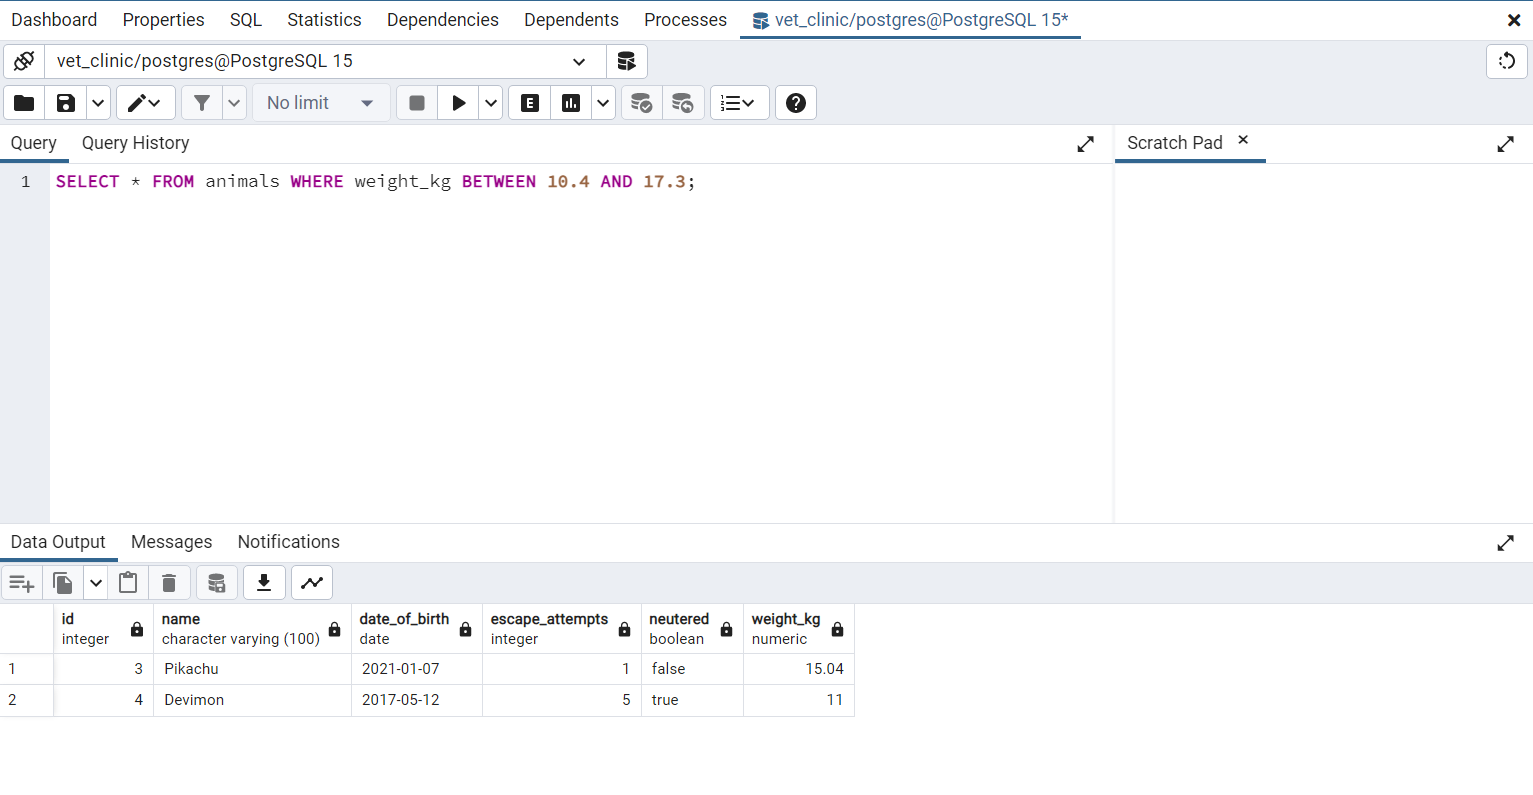 Dashboard Properties SQL Statistics Dependencies Dependents Processes vet_clinic/postgres@PostgreSQL 15*
vet_clinic/postgres@PostgreSQL 15
No limit
E
Query Query History
Scratch Pad
1 SELECT * FROM animals WHERE weight_kg BETWEEN 10.4 AND 17.3;
Data Output Messages Notifications
id name date_of_birth escape_attempts neutered weight_kg
integer character varying (100) date integer boolean numeric
1 3 Pikachu 2021-01-07 1 false 15.04
2 4 Devimon 2017-05-12 5 true 11